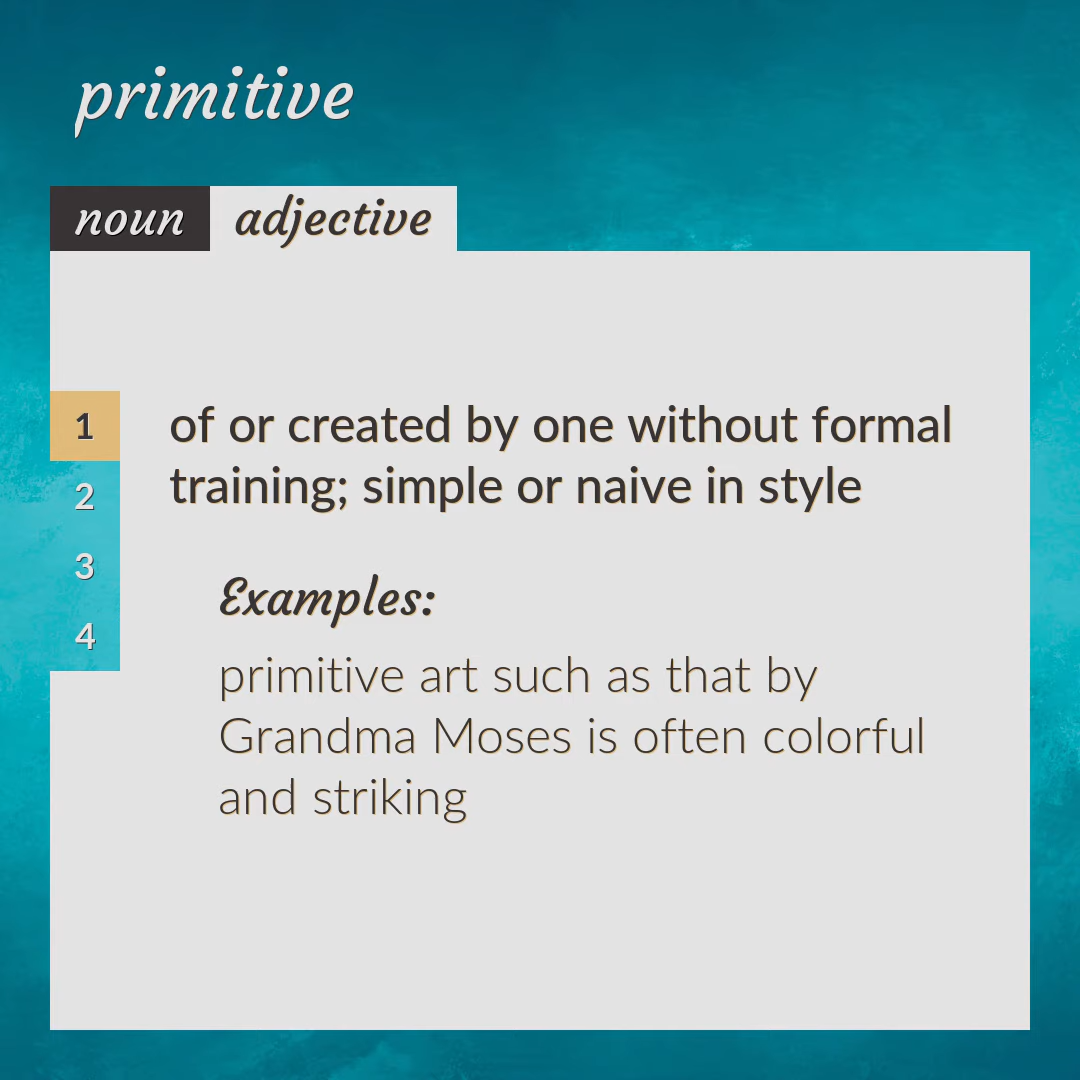 primitive
noun adjective
1 of or created by one without formal
2 training; simple or naive in style
3 Examples:
4
primitive art such as that by
Grandma Moses is often colorful
and striking